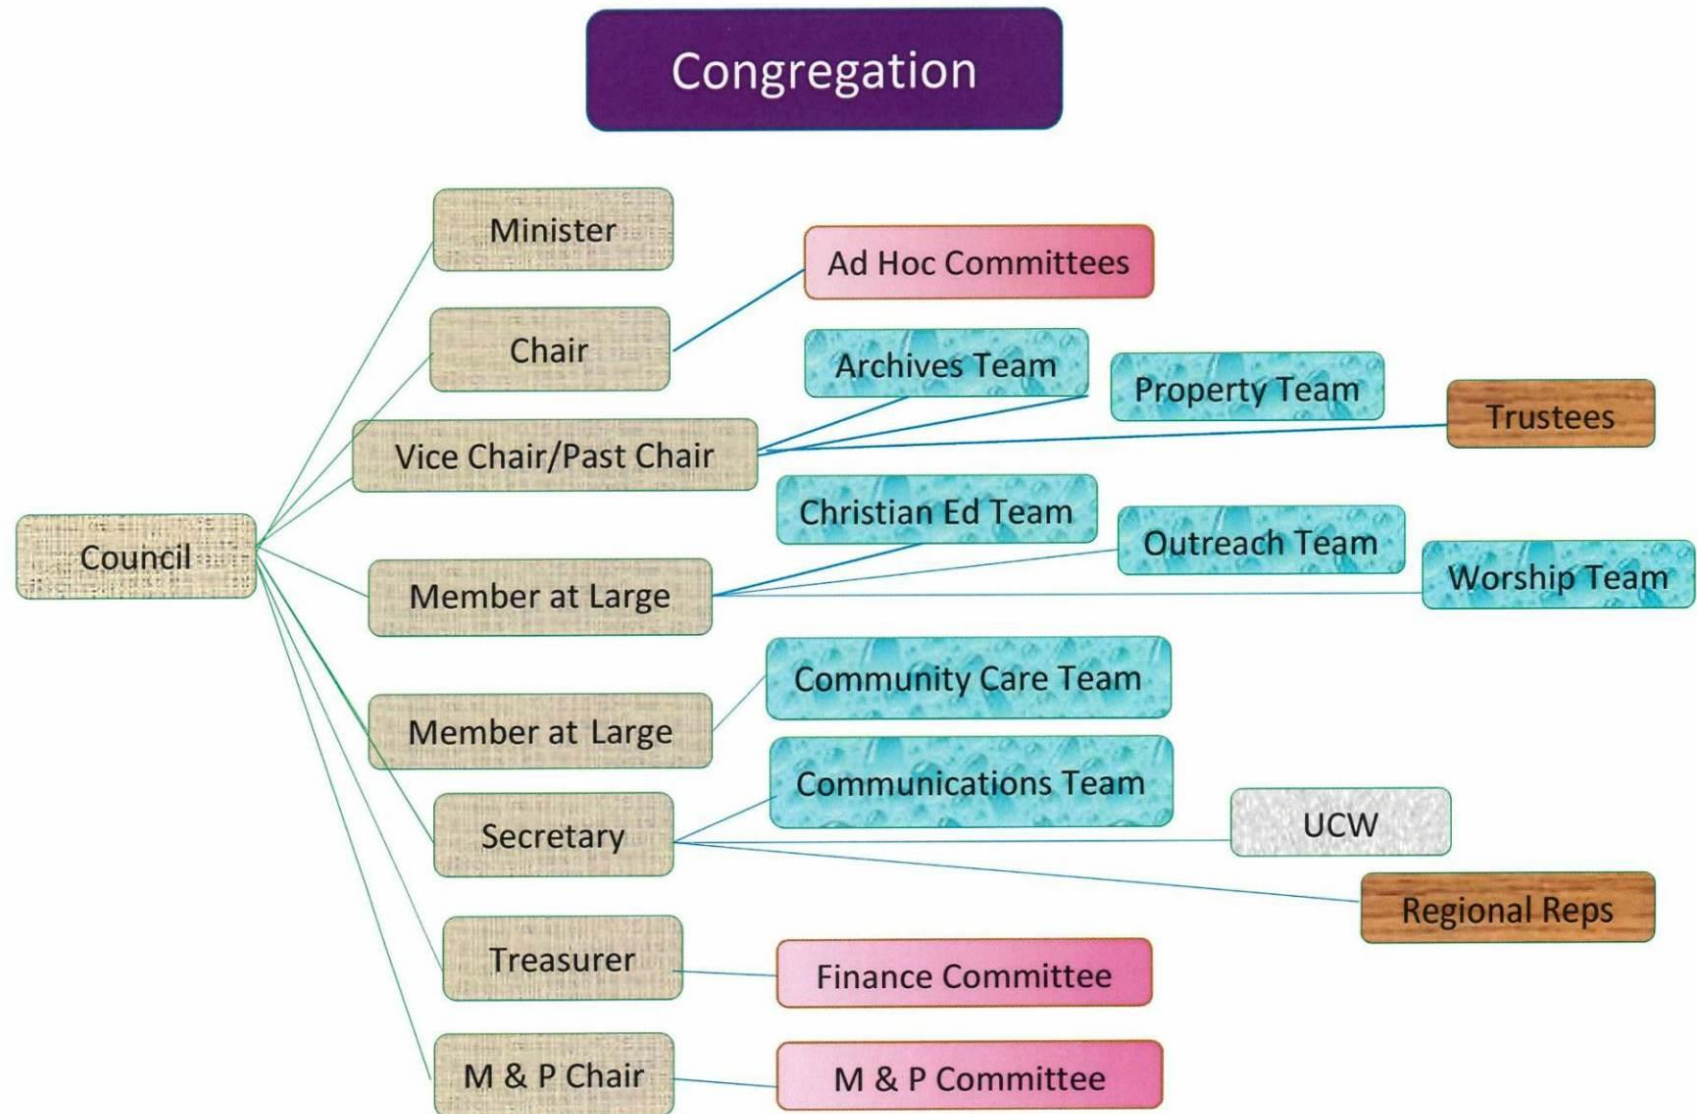 Congregation
Minister
Ad Hoc Committees
Chair
Archives Team
Property Team
Trustees
Vice Chair/Past Chair
Christian Ed Team
Outreach Team
Council
Worship Team
Member at Large
Community Care Team
Member at Large
Communications Team
UCW
Secretary
Regional Reps
Treasurer
Finance Committee
M & P Chair
M & P Committee